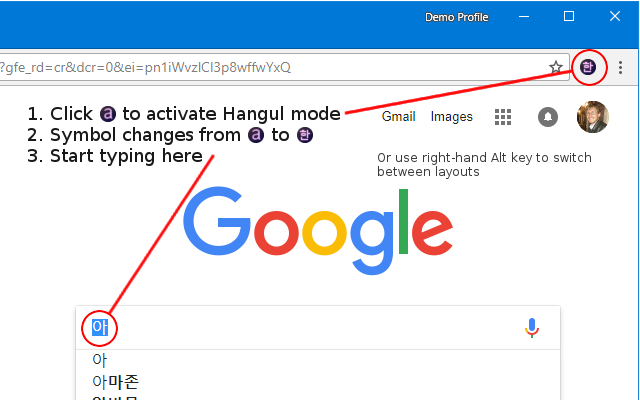 Demo Profile
?gfe_rd=cr&dcr=0&ei=pn1iWvzICI3p8wffwYxQ
한
1. Click a to activate Hangul mode
2. Symbol changes from a to 한
3. Start typing here
Gmail Images
Or use right-hand Alt key to switch
between layouts
Google
아
아
아마존